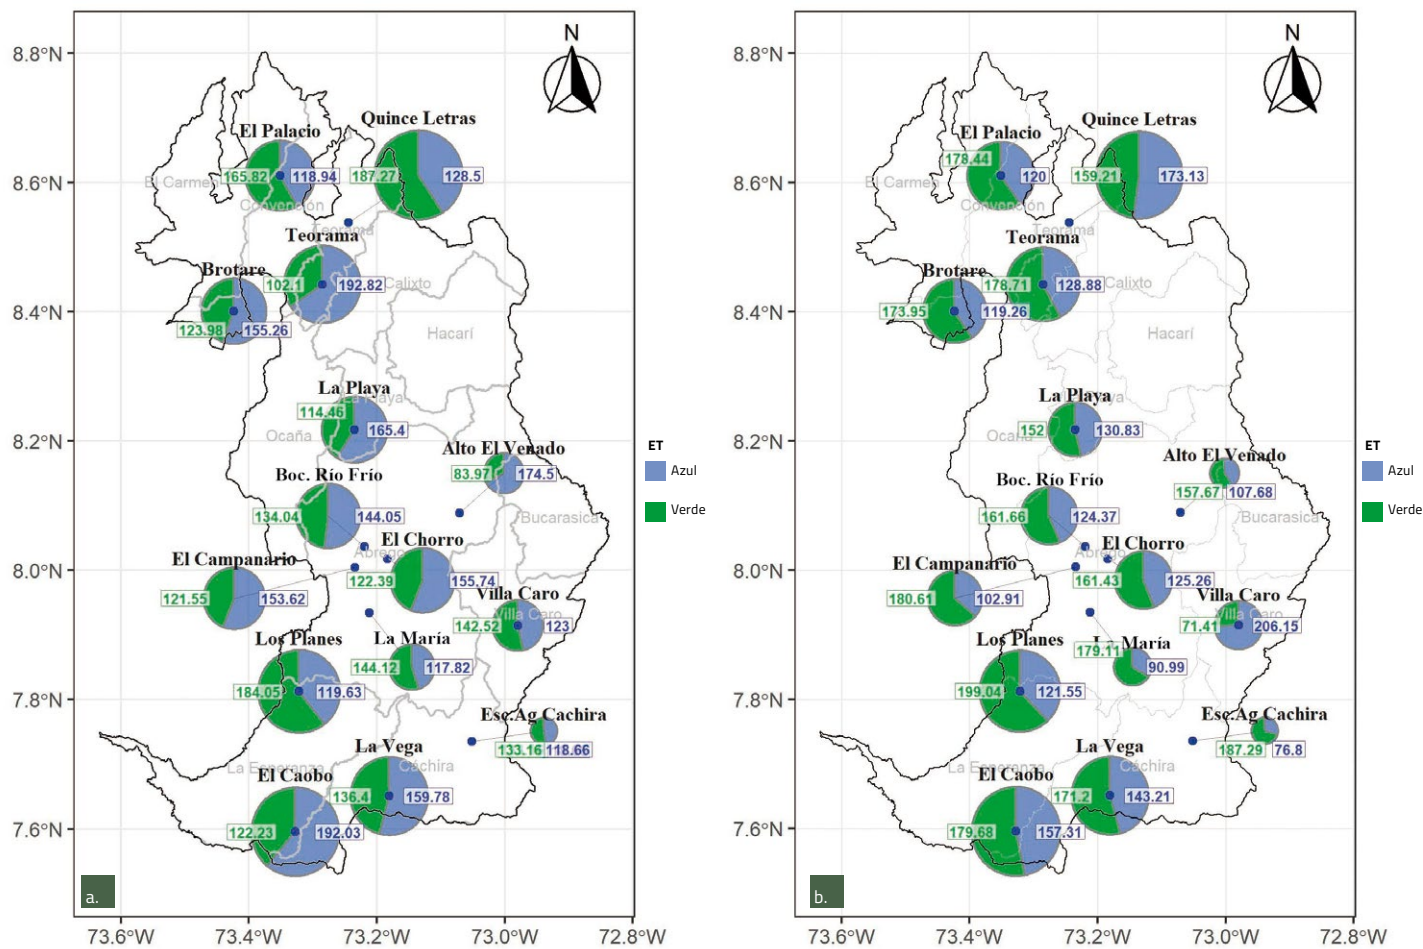 N
8.8°N
Quince Letras
El Palacio
165.82 118.94
187.27 128.5
8.6°N
El Carmen
Convención
Teorama
Teorama
Brotare
102.1 192.82
Calixto
8.4°N
123.98 155.26
Hacarí
La Playa
La Playa
114.46
165.4
8.2°N
Ocaña
Alto El Venado
83.97 174.5
Boc. Río Frío
134.04 144.05
Bucarasica
El Chorro
Abrego
El Campanario
8.0°N
122.39 155.74
121.55 153.62
Villa Caro
Villa Caro
142.52 123
Los Planes
La María
144.12 117.82
7.8°N
184.05 119.63
Esc.Ag Cachira
133.16 118.66
La Vega
La Esperanza
Cáchira
El Caobo
136.4 159.78
7.6°N
122.23 192.03
a.
73.6°W 73.4°W 73.2°W 73.0°W 72.8°W
ET
Azul
Verde
N
8.8°N
Quince Letras
El Palacio
178.44
120
159.21 173.13
8.6°N
El Carmen
Convención
Teorama
Teorama
Brotare
178.71 128.88
Calixto
8.4°N
173.95 119.26
Hacarí
La Playa
152 130.83
8.2°N
Ocaña
Alto El Venado
157.67 107.68
Boc. Río Frío
161.66 124.37
Bucarasica
El Chorro
Abrego
El Campanario
8.0°N
161.43 125.26
180.61 102.91
Villa Caro
Villa Caro
71.41 206.15
Los Planes
La María
179.11
90.99
7.8°N
199.04 121.55
Esc.Ag Cachira
187.29 76.8
La Vega
La Esperanza
Cáchira
El Caobo
171.2 143.21
7.6°N
179.68 157.31
b.
73.6°W 73.4°W 73.2°W 73.0°W 72.8°W
ET
Azul
Verde